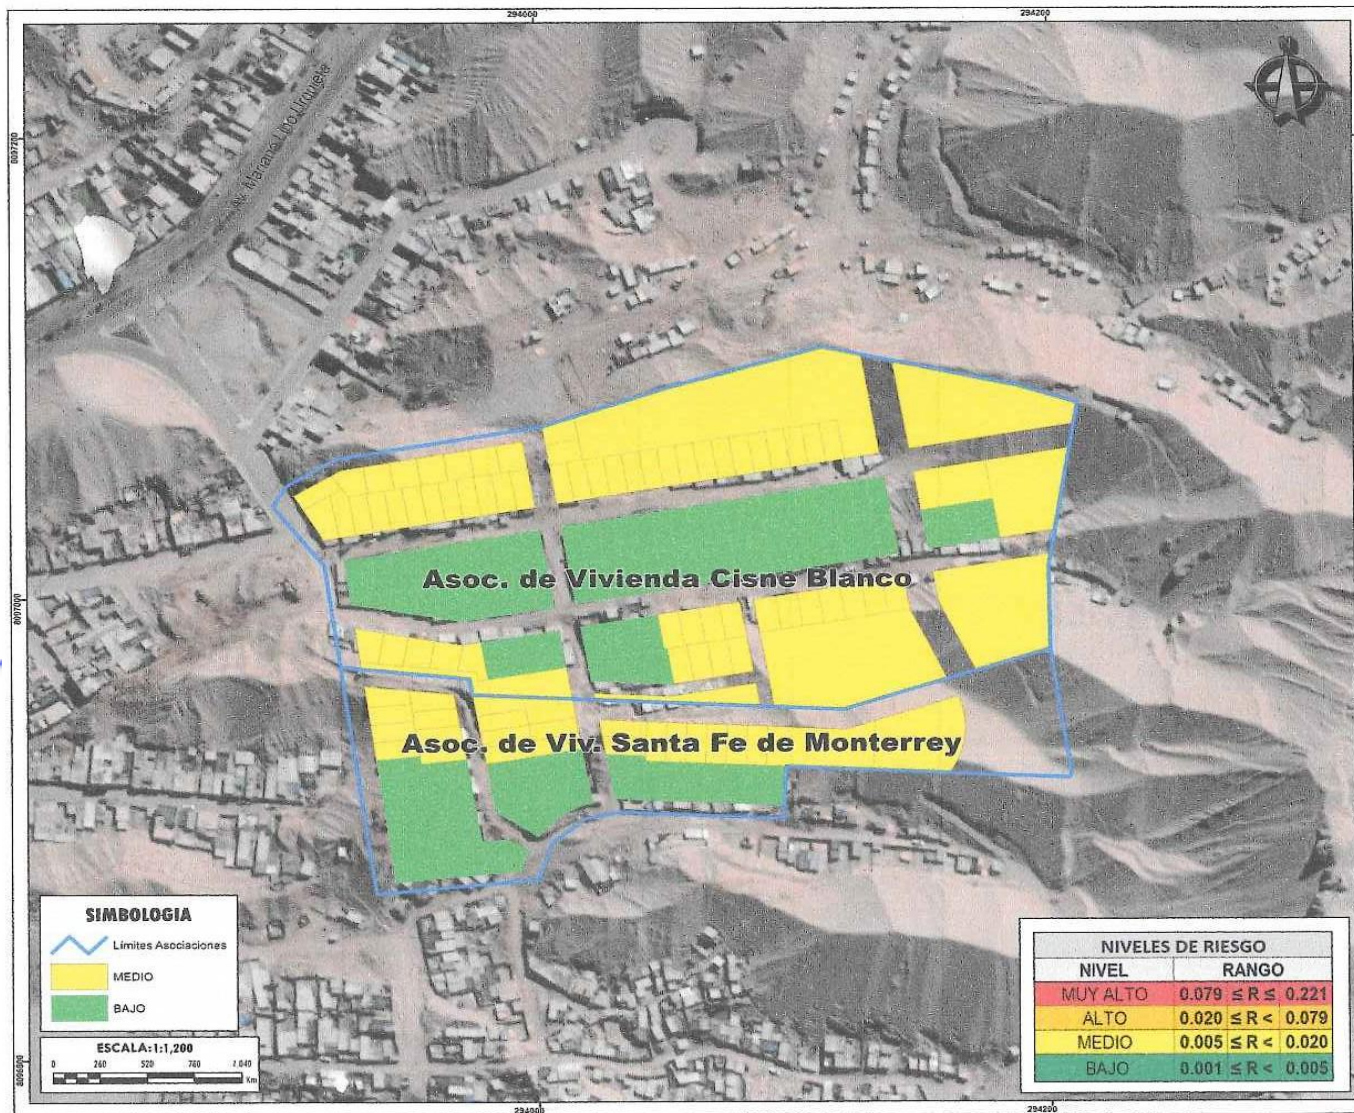 294000
294200
8097200
Av. Mariano Lino Urquieta
8097000
Asoc. de Vivienda Cisne Blanco
Asoc. de Viv. Santa Fe de Monterrey
SIMBOLOGIA
Límites Asociaciones
MEDIO
BAJO
ESCALA:1:1,200
0 260 520 780 1.040
Km
NIVELES DE RIESGO
NIVEL RANGO
MUY ALTO 0.079 ≤ R ≤ 0.221
ALTO 0.020 ≤ R < 0.079
MEDIO 0.005 ≤ R < 0.020
BAJO 0.001 ≤ R < 0.005
8096800
294000
294200